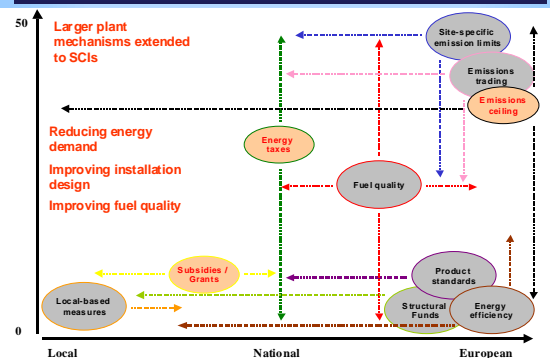 50
Larger plant
mechanisms extended
to SCIs
Site-specific
emission limits
Emissions
trading
Emissions
ceiling
Reducing energy
demand
Energy
taxes
Improving installation
design
Fuel quality
Improving fuel quality
Subsidies /
Grants
Product
standards
Local-based
measures
Structural
Funds
Energy
efficiency
0
Local
National
European